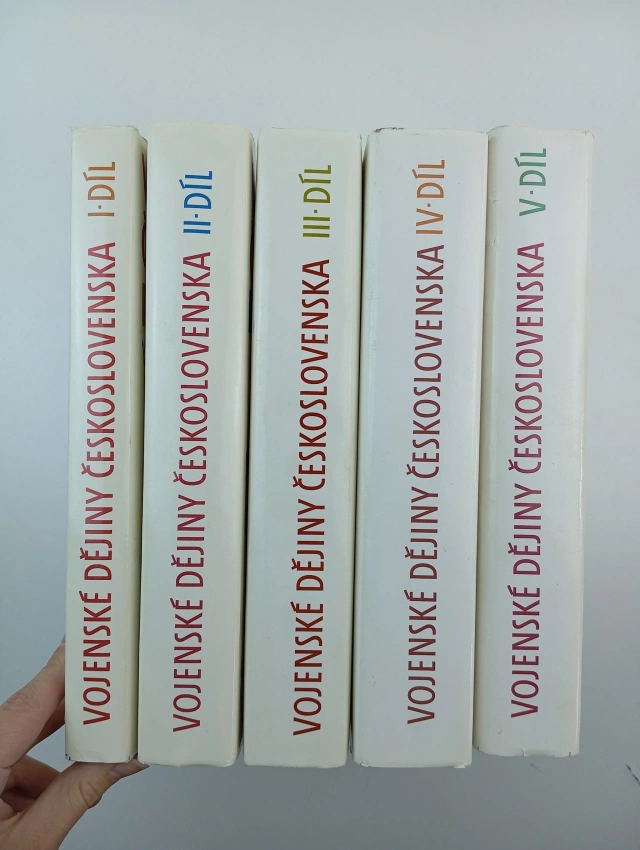 VOJENSKÉ DĚJINY ČESKOSLOVENSKA I·DÍL
VOJENSKÉ DĚJINY ČESKOSLOVENSKA II·DÍL
VOJENSKÉ DĚJINY ČESKOSLOVENSKA III·DÍL
VOJENSKÉ DĚJINY ČESKOSLOVENSKA IV·DÍL
VOJENSKÉ DĚJINY ČESKOSLOVENSKA V·DÍL